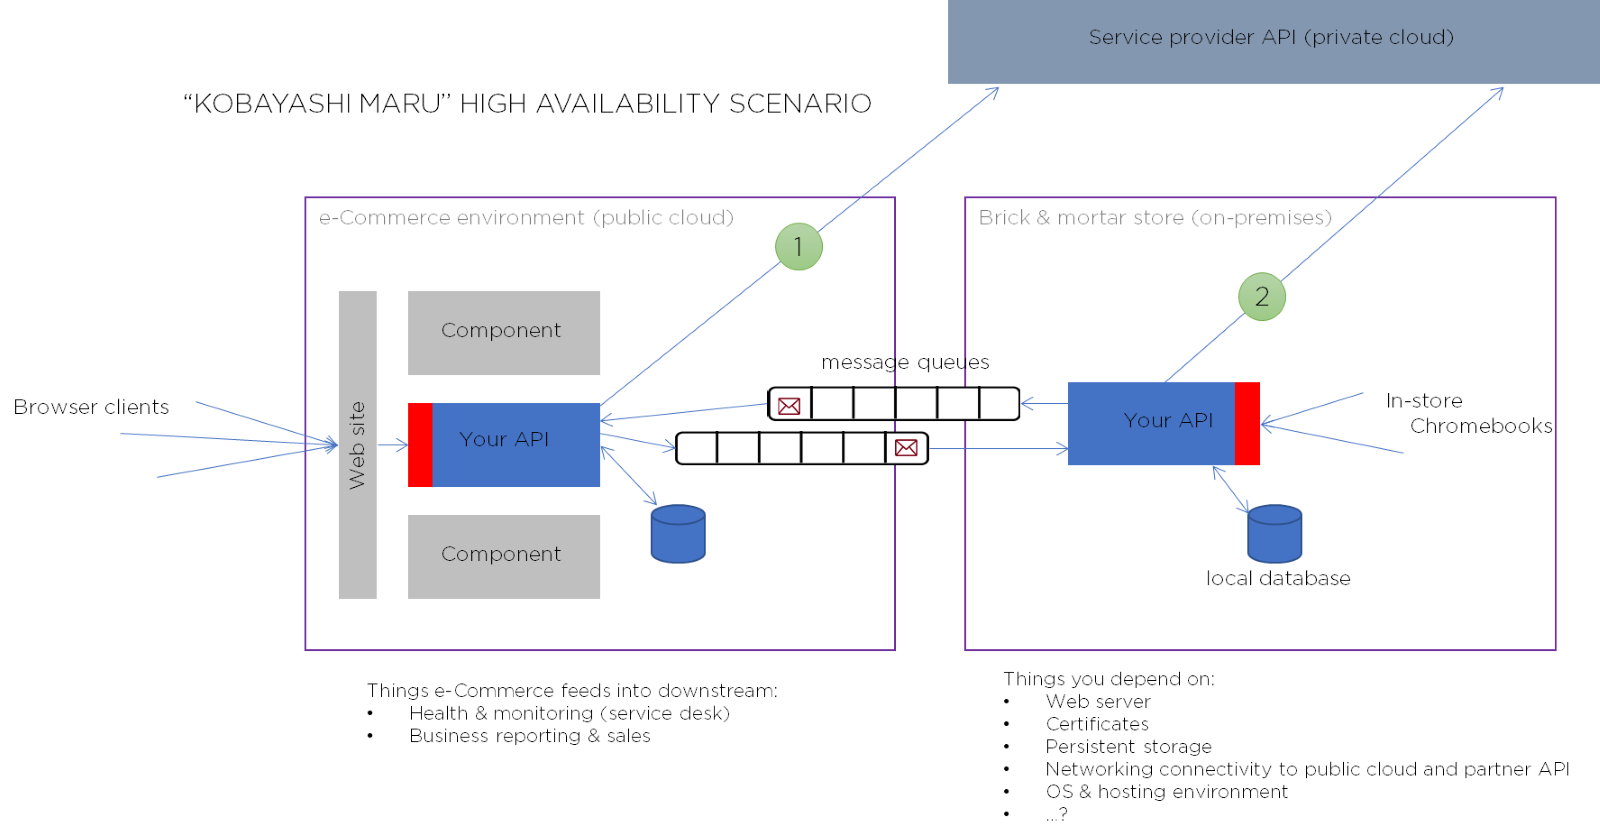 Service provider API (private cloud)
“KOBAYASHI MARU” HIGH AVAILABILITY SCENARIO
e-Commerce environment (public cloud)
Brick & mortar store (on-premises)
1
2
Component
message queues
Browser clients
Web site
Your API
Your API
In-store
Chromebooks
Component
local database
Things e-Commerce feeds into downstream:
• Health & monitoring (service desk)
• Business reporting & sales
Things you depend on:
• Web server
• Certificates
• Persistent storage
• Networking connectivity to public cloud and partner API
• OS & hosting environment
• ...?